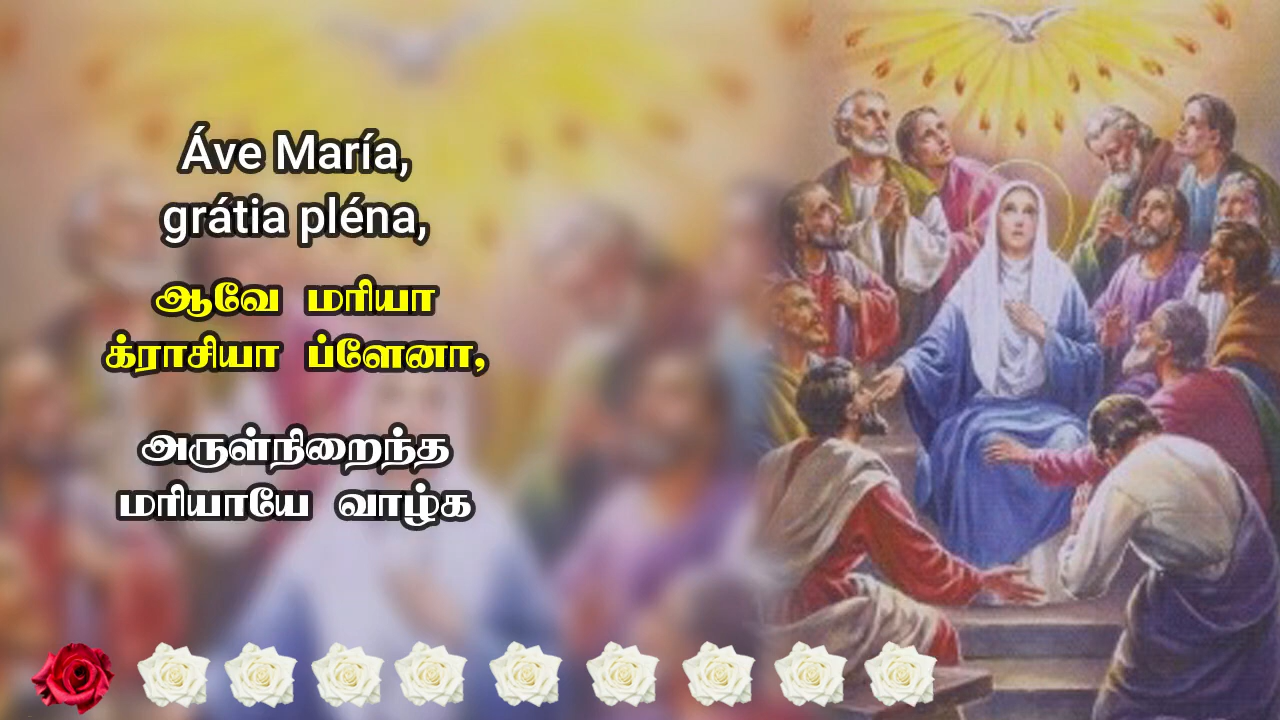 Áve María,
grátia pléna,
ஆவே மரியா
க்ராசியா ப்ளேனா,
அருள்நிறைந்த
மரியாயே வாழ்க